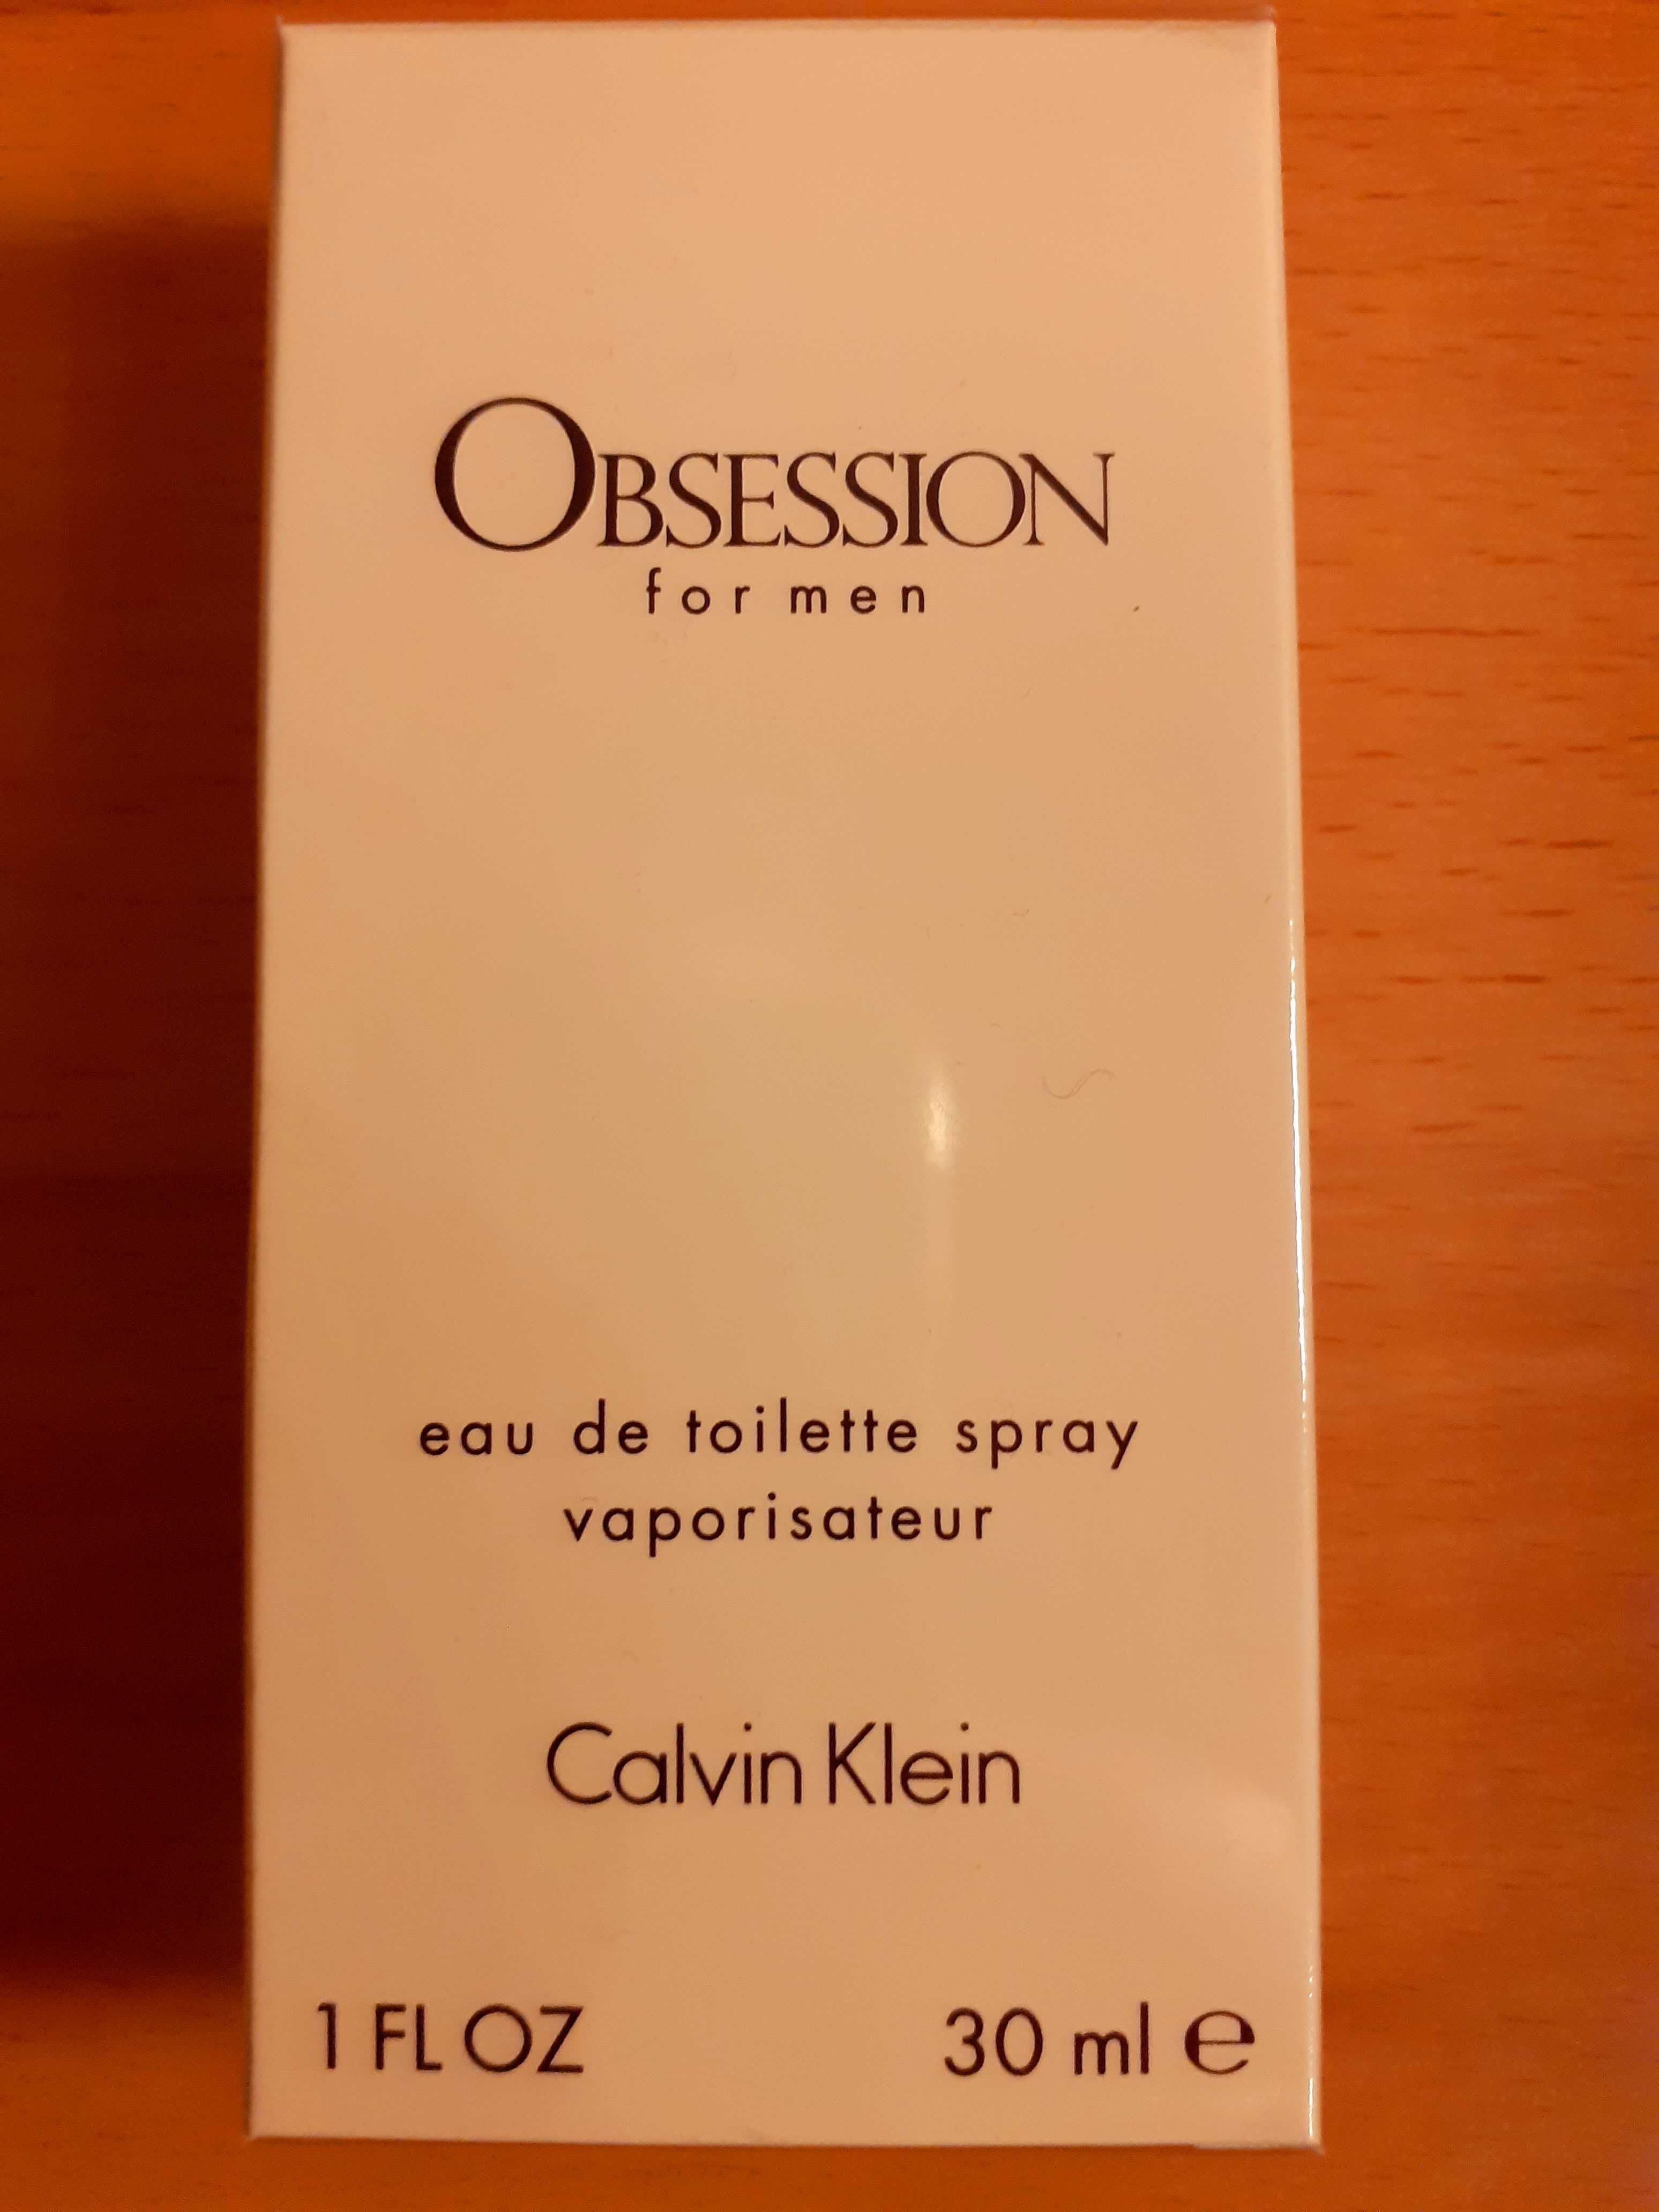 OBSESSION
for men
eau de toilette spray
vaporisateur
Calvin Klein
1 FL OZ 30 ml ℮